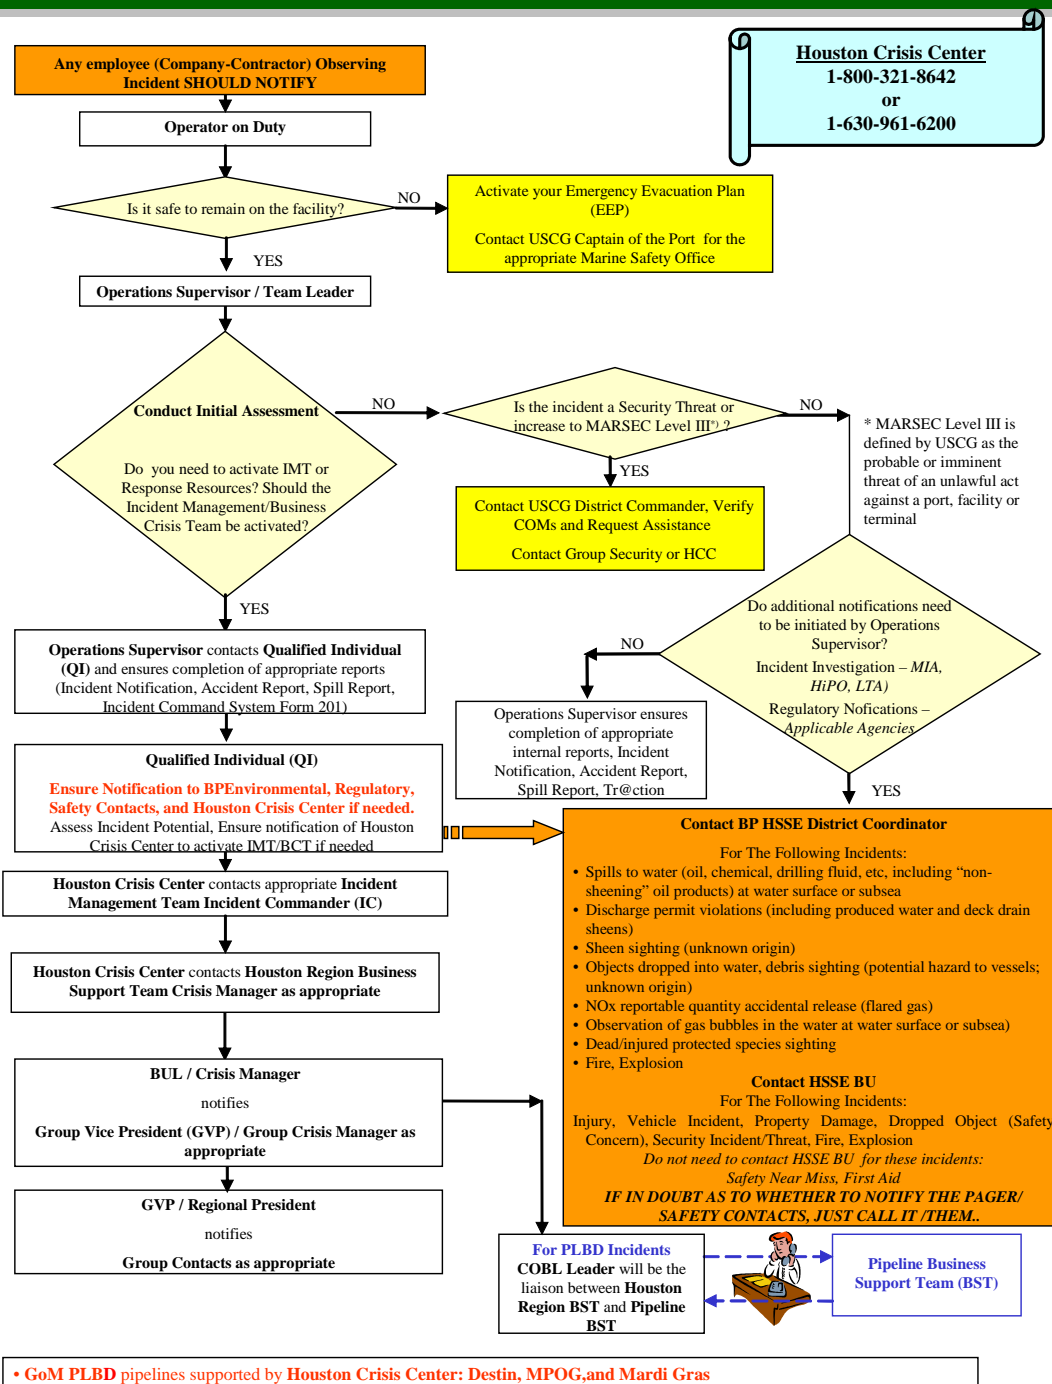 Any employee (Company-Contractor) Observing
Incident SHOULD NOTIFY
Houston Crisis Center
1-800-321-8642
or
1-630-961-6200
Operator on Duty
Is it safe to remain on the facility?
NO
Activate your Emergency Evacuation Plan
(EEP)
Contact USCG Captain of the Port for the
appropriate Marine Safety Office
YES
Operations Supervisor / Team Leader
Conduct Initial Assessment
Do you need to activate IMT or
Response Resources? Should the
Incident Management/Business
Crisis Team be activated?
NO
Is the incident a Security Threat or
increase to MARSEC Level III*) ?
NO
* MARSEC Level III is
defined by USCG as the
probable or imminent
threat of an unlawful act
against a port, facility or
terminal
YES
Contact USCG District Commander, Verify
COMs and Request Assistance
Contact Group Security or HCC
Do additional notifications need
to be initiated by Operations
Supervisor?
Incident Investigation – MIA,
HiPO, LTA)
Regulatory Nofications –
Applicable Agencies
NO
Operations Supervisor ensures
completion of appropriate
internal reports, Incident
Notification, Accident Report,
Spill Report, Tr@ction
YES
YES
Operations Supervisor contacts Qualified Individual
(QI) and ensures completion of appropriate reports
(Incident Notification, Accident Report, Spill Report,
Incident Command System Form 201)
Qualified Individual (QI)
Ensure Notification to BPEnvironmental, Regulatory,
Safety Contacts, and Houston Crisis Center if needed.
Assess Incident Potential, Ensure notification of Houston
Crisis Center to activate IMT/BCT if needed
Houston Crisis Center contacts appropriate Incident
Management Team Incident Commander (IC)
Houston Crisis Center contacts Houston Region Business
Support Team Crisis Manager as appropriate
BUL / Crisis Manager
notifies
Group Vice President (GVP) / Group Crisis Manager as
appropriate
GVP / Regional President
notifies
Group Contacts as appropriate
Contact BP HSSE District Coordinator
For The Following Incidents:
• Spills to water (oil, chemical, drilling fluid, etc, including “non-
sheening” oil products) at water surface or subsea
• Discharge permit violations (including produced water and deck drain
sheens)
• Sheen sighting (unknown origin)
• Objects dropped into water, debris sighting (potential hazard to vessels;
unknown origin)
• NOx reportable quantity accidental release (flared gas)
• Observation of gas bubbles in the water at water surface or subsea)
• Dead/injured protected species sighting
• Fire, Explosion
Contact HSSE BU
For The Following Incidents:
Injury, Vehicle Incident, Property Damage, Dropped Object (Safety
Concern), Security Incident/Threat, Fire, Explosion
Do not need to contact HSSE BU for these incidents:
Safety Near Miss, First Aid
IF IN DOUBT AS TO WHETHER TO NOTIFY THE PAGER/
SAFETY CONTACTS, JUST CALL IT /THEM..
For PLBD Incidents
COBL Leader will be the
liaison between Houston
Region BST and Pipeline
BST
Pipeline Business
Support Team (BST)
• GoM PLBD pipelines supported by Houston Crisis Center: Destin, MPOG,and Mardi Gras